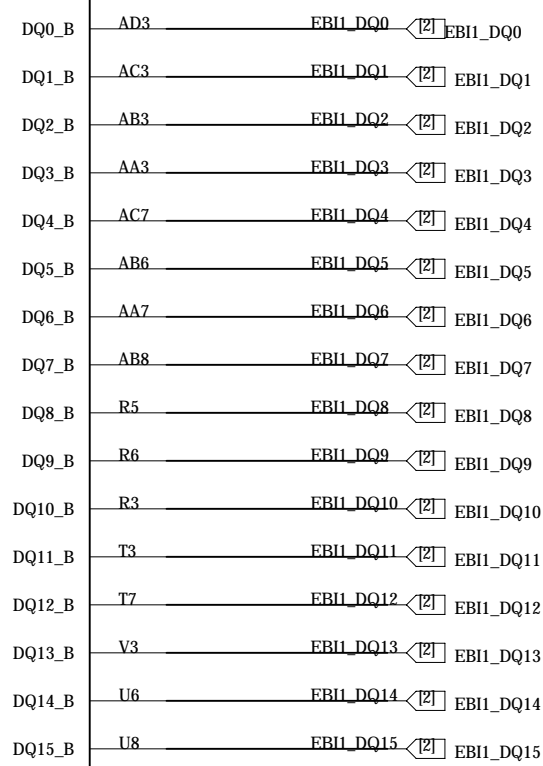 DQ0_B AD3 EBI1_DQ0 [2] EBI1_DQ0
DQ1_B AC3 EBI1_DQ1 [2] EBI1_DQ1
DQ2_B AB3 EBI1_DQ2 [2] EBI1_DQ2
DQ3_B AA3 EBI1_DQ3 [2] EBI1_DQ3
DQ4_B AC7 EBI1_DQ4 [2] EBI1_DQ4
DQ5_B AB6 EBI1_DQ5 [2] EBI1_DQ5
DQ6_B AA7 EBI1_DQ6 [2] EBI1_DQ6
DQ7_B AB8 EBI1_DQ7 [2] EBI1_DQ7
DQ8_B R5 EBI1_DQ8 [2] EBI1_DQ8
DQ9_B R6 EBI1_DQ9 [2] EBI1_DQ9
DQ10_B R3 EBI1_DQ10 [2] EBI1_DQ10
DQ11_B T3 EBI1_DQ11 [2] EBI1_DQ11
DQ12_B T7 EBI1_DQ12 [2] EBI1_DQ12
DQ13_B V3 EBI1_DQ13 [2] EBI1_DQ13
DQ14_B U6 EBI1_DQ14 [2] EBI1_DQ14
DQ15_B U8 EBI1_DQ15 [2] EBI1_DQ15